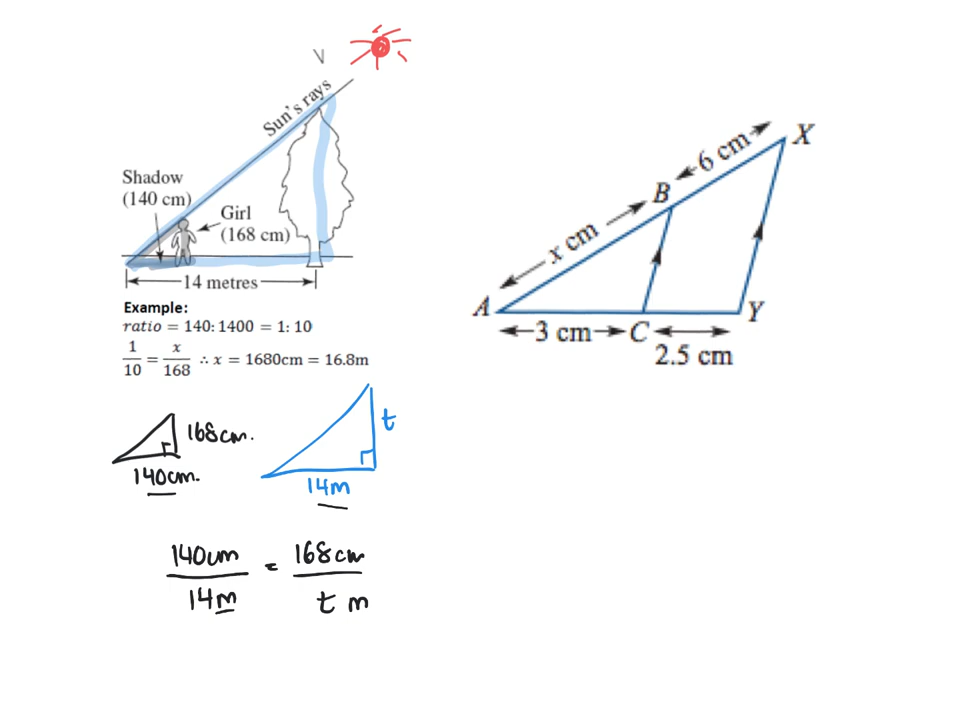 V
Sun's rays
Shadow
(140 cm)
Girl
(168 cm)
14 metres
Example:
ratio = 140: 1400 = 1: 10
1/10 = x/168 ∴ x = 1680cm = 16.8m
168cm.
140cm.
t
14m
140cm = 168cm
14m t m
X
6 cm
B
x cm
A
3 cm
C
Y
2.5 cm